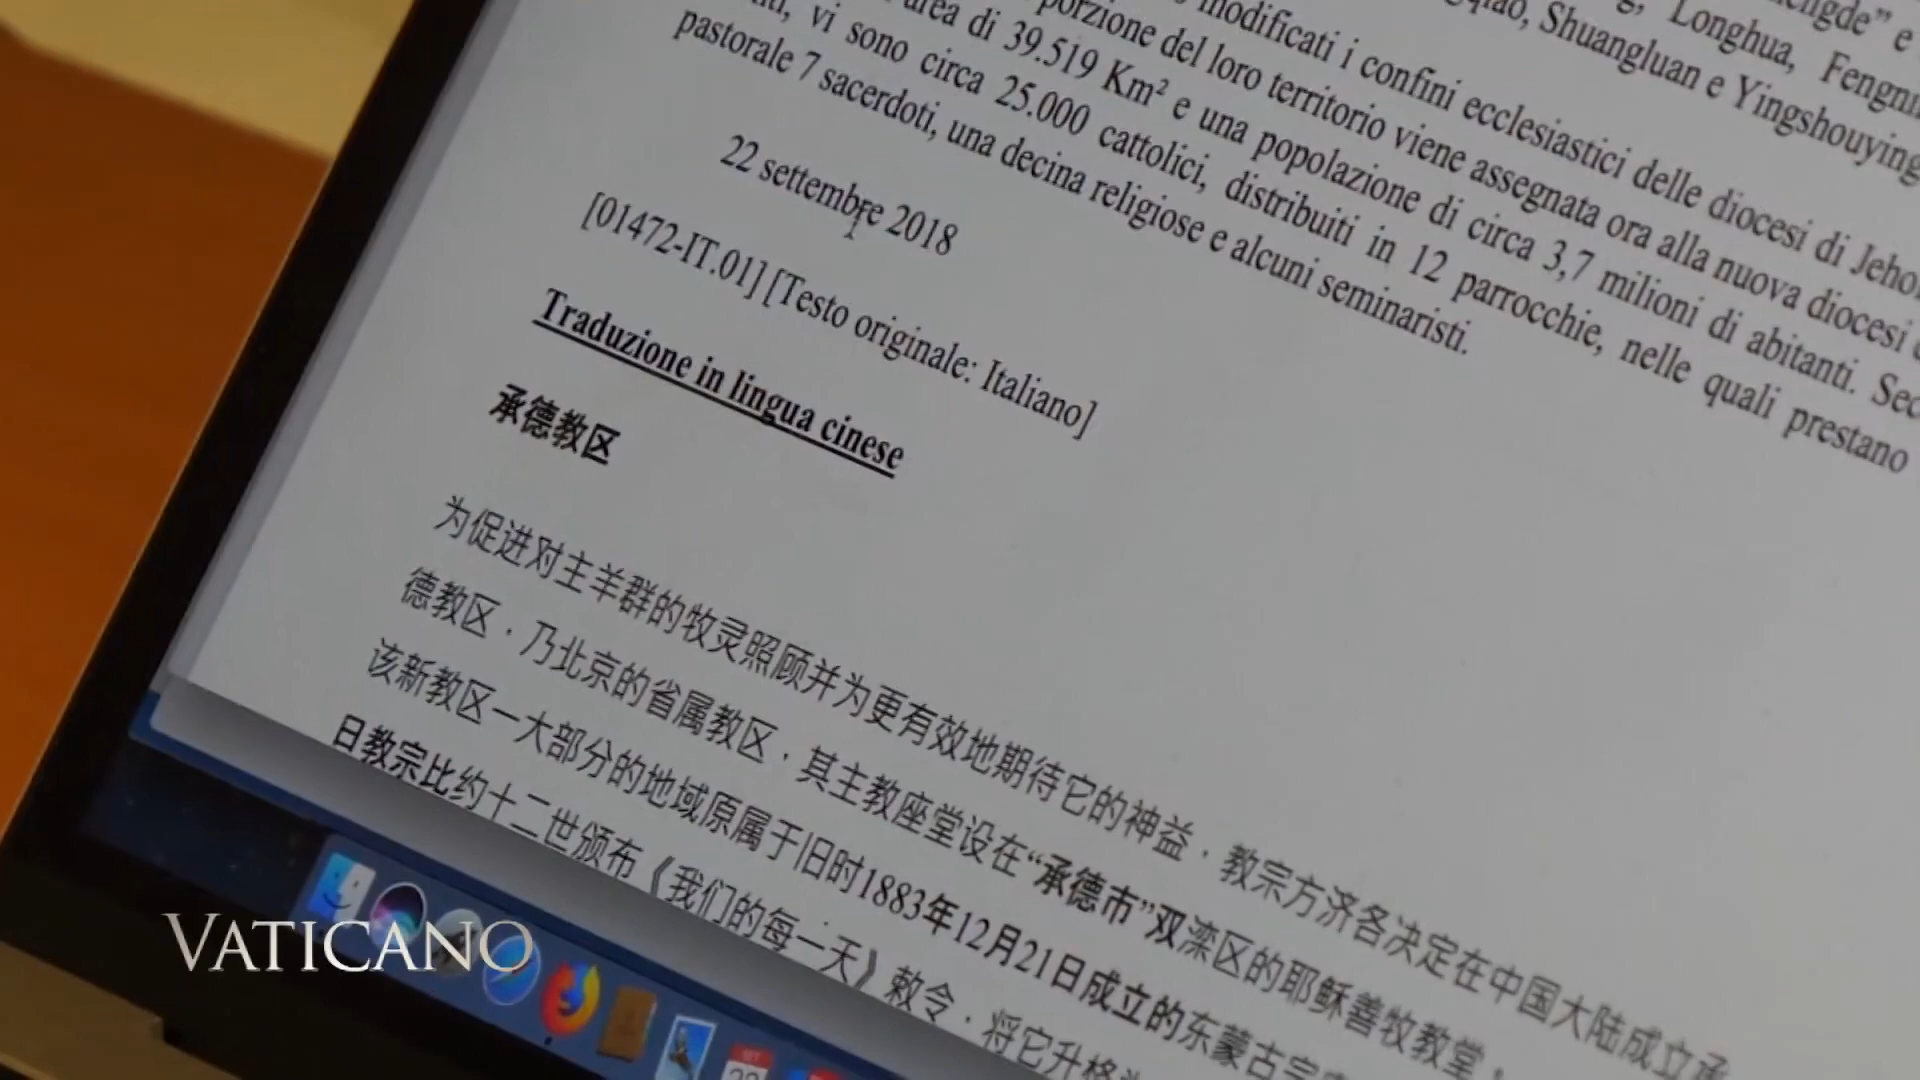 Chengde" e
Longhua, Fengning
Shuangluan e Yingshouying
modificati i confini ecclesiastici delle diocesi di Jehol
porzione del loro territorio viene assegnata ora alla nuova diocesi
area di 39.519 Km² e una popolazione di circa 3,7 milioni di abitanti. Sec
vi sono circa 25.000 cattolici, distribuiti in 12 parrocchie, nelle quali prestano
pastorale 7 sacerdoti, una decina religiose e alcuni seminaristi.
22 settembre 2018
[01472-IT.01] [Testo originale: Italiano]
Traduzione in lingua cinese
承德教区
为促进对主羊群的牧灵照顾并为更有效地期待它的神益，教宗方济各决定在中国大陆成立承
德教区，乃北京的省属教区，其主教座堂设在“承德市”双滦区的耶稣善牧教堂，
该新教区一大部分的地域原属于旧时1883年12月21日成立的东蒙古宗
日教宗比约十二世颁布《我们的每一天》敕令，将它升格
VATICANO